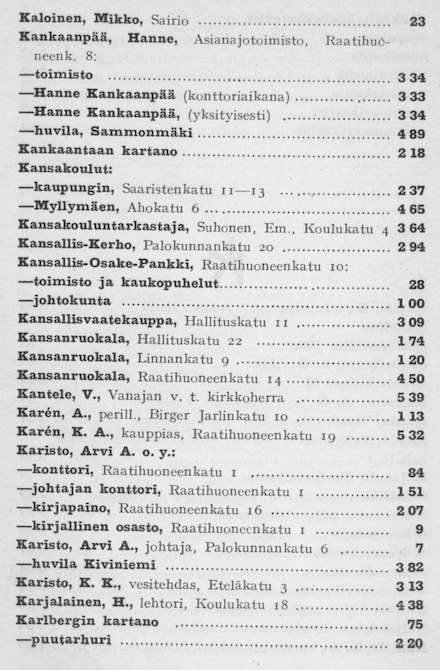 Kaloinen, Mikko, Sairio ........ 23
Kankaanpää, Hanne, Asianajotoimisto, Raatihuo-
neenk. 8:
—toimisto ........ 3 34
—Hanne Kankaanpää (konttoriaikana) ........ 3 33
—Hanne Kankaanpää, (yksityisesti) ........ 3 34
—huvila, Sammonmäki ........ 4 89
Kankaantaan kartano ........ 2 18
Kansakoulut:
—kaupungin, Saaristenkatu 11—13 ........ 2 37
—Myllymäen, Ahokatu 6 ........ 4 65
Kansakouluntarkastaja, Suhonen, Em., Koulukatu 4 3 64
Kansallis-Kerho, Palokunnankatu 20 ........ 2 94
Kansallis-Osake-Pankki, Raatihuoneenkatu 10:
—toimisto ja kaukopuhelut ........ 28
—johtokunta ........ 1 00
Kansallisvaatekauppa, Hallituskatu 11 ........ 3 09
Kansanruokala, Hallituskatu 22 ........ 1 74
Kansanruokala, Linnankatu 9 ........ 1 20
Kansanruokala, Raatihuoneenkatu 14 ........ 4 50
Kantele, V., Vanajan v. t. kirkkoherra ........ 5 39
Karén, A., perill., Birger Jarlinkatu 10 ........ 1 13
Karén, K. A., kauppias, Raatihuoneenkatu 19 ........ 5 32
Karisto, Arvi A. o. y.:
—konttori, Raatihuoneenkatu 1 ........ 84
—johtajan konttori, Raatihuoneenkatu 1 ........ 1 51
—kirjapaino, Raatihuoneenkatu 16 ........ 2 07
—kirjallinen osasto, Raatihuoneenkatu 1 ........ 9
Karisto, Arvi A., johtaja, Palokunnankatu 6 ........ 7
—huvila Kiviniemi ........ 3 82
Karisto, K. K., vesitehdas, Eteläkatu 3 ........ 3 13
Karjalainen, H., lehtori, Koulukatu 18 ........ 4 38
Karlbergin kartano ........ 75
—puutarhuri ........ 2 20